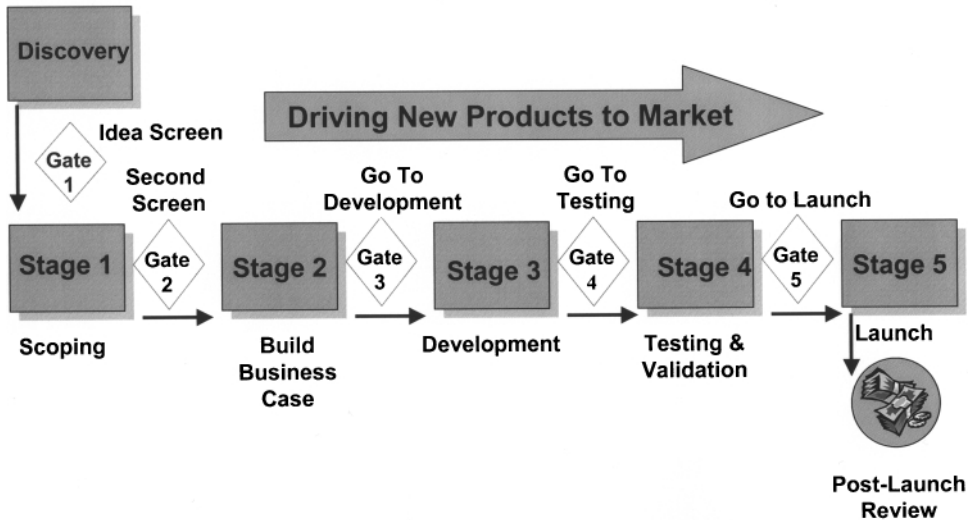 Discovery
Idea Screen
Gate
1
Driving New Products to Market
Second
Screen
Go To
Development
Go To
Testing
Go to Launch
Stage 1
Gate
2
Stage 2
Gate
3
Stage 3
Gate
4
Stage 4
Gate
5
Stage 5
Scoping
Build
Business
Case
Development
Testing &
Validation
Launch
Post-Launch
Review